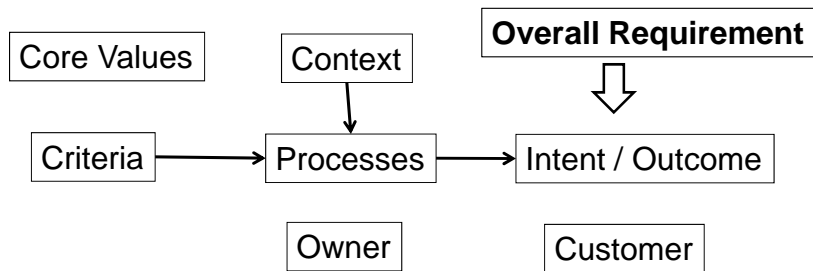 Overall Requirement
Core Values
Context
Criteria
Processes
Intent / Outcome
Owner
Customer